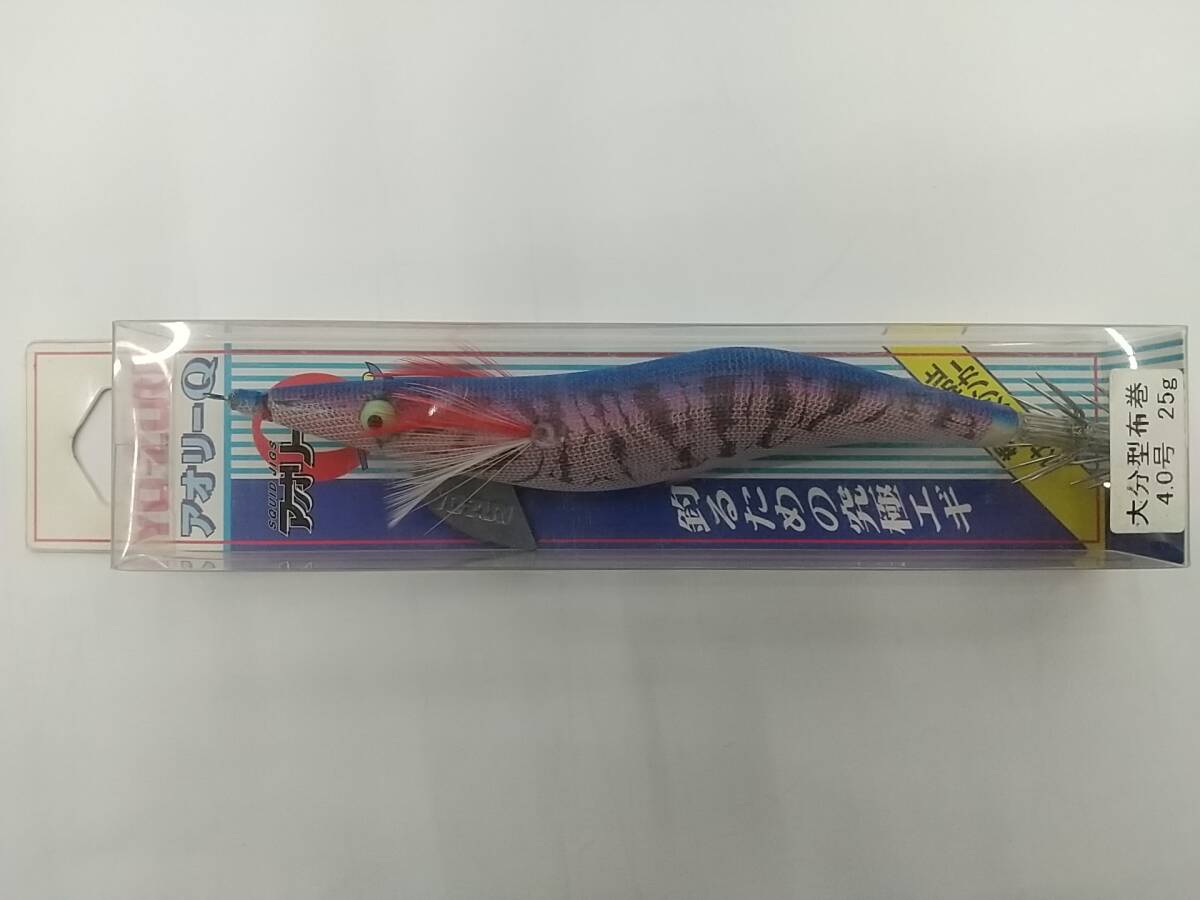 YO-ZURI
アオリーQ
SQUID JIGS
アオリー
釣るための究極エギ
大分型布巻
4.0号 25g